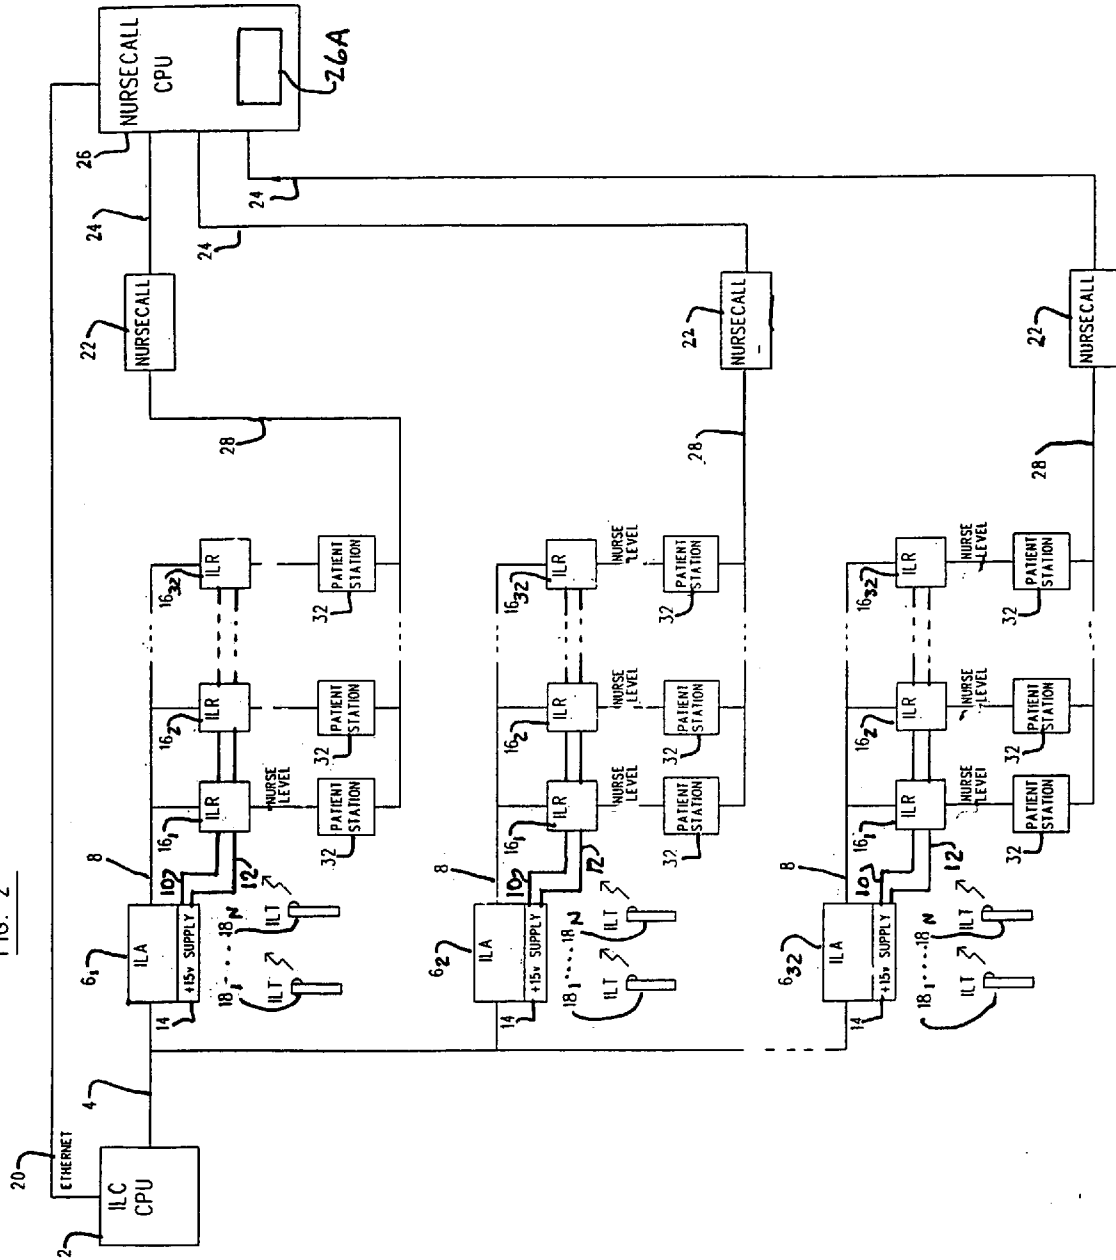 FIG. 2
20
ETHERNET
2
ILC
CPU
4
6₁
ILA
+15v SUPPLY
14
8
10
12
18₁ ····· 18N
ILT
ILT
16₁
ILR
16₂
ILR
16₃₂
ILR
NURSE
LEVEL
PATIENT
STATION
32
PATIENT
STATION
32
PATIENT
STATION
32
28
22
NURSECALL
24
26
NURSECALL
CPU
26A
6₂
ILA
+15v SUPPLY
14
8
10
12
18₁ ····· 18N
ILT
ILT
16₁
ILR
16₂
ILR
16₃₂
ILR
NURSE
LEVEL
NURSE
LEVEL
NURSE
LEVEL
PATIENT
STATION
32
PATIENT
STATION
32
PATIENT
STATION
32
28
22
NURSECALL
24
6₃₂
ILA
+15v SUPPLY
14
8
10
12
18₁ ····· 18N
ILT
ILT
16₁
ILR
16₂
ILR
16₃₂
ILR
NURSE
LEVEL
NURSE
LEVEL
NURSE
LEVEL
PATIENT
STATION
32
PATIENT
STATION
32
PATIENT
STATION
32
28
22
NURSECALL
24